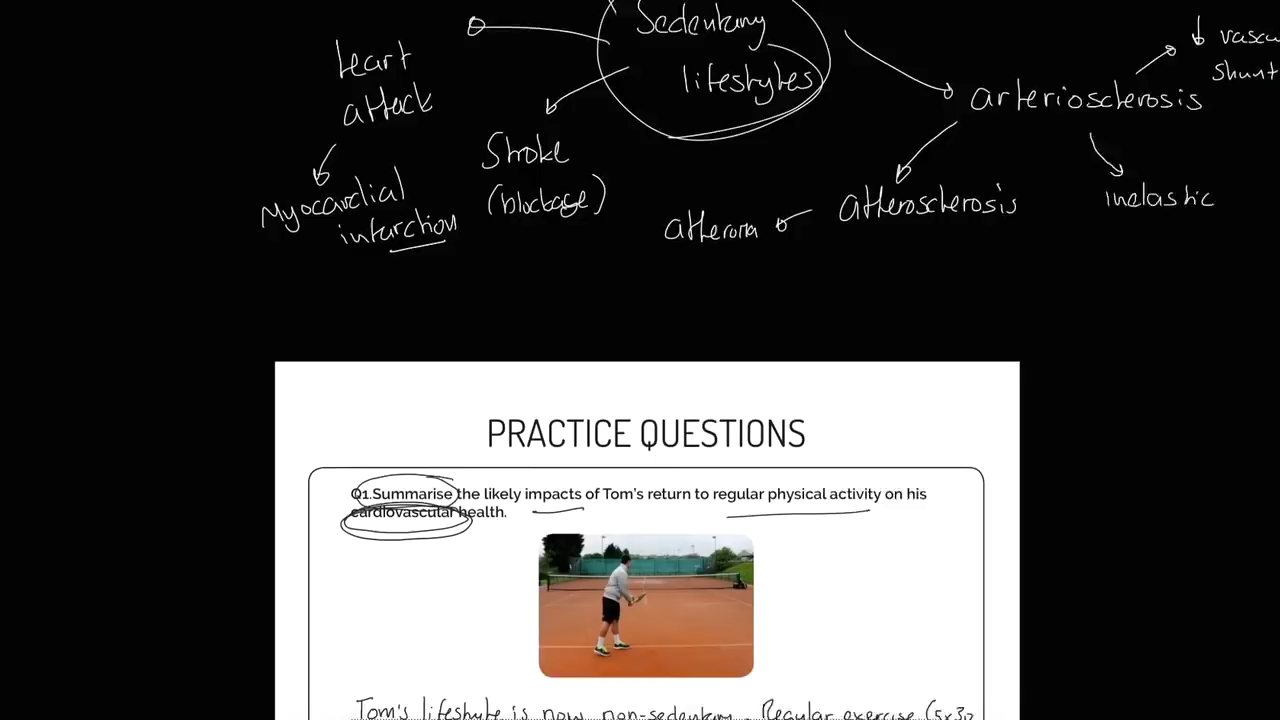 Sedentary
lifestyles
Heart
attack
Myocardial
infarction
Stroke
(blockage)
arteriosclerosis
↓
shunt
inelastic
atherosclerosis
atheroma
PRACTICE QUESTIONS
Q1.Summarise the likely impacts of Tom's return to regular physical activity on his
cardiovascular health.
Tom's lifestyle is now non-sedentary. Regular exercise